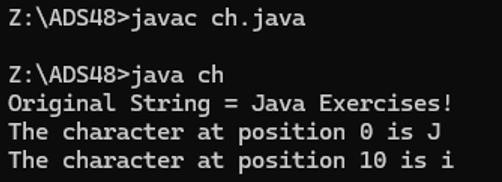 Z:\ADS48>javac ch.java
Z:\ADS48>java ch
Original String = Java Exercises!
The character at position 0 is J
The character at position 10 is i